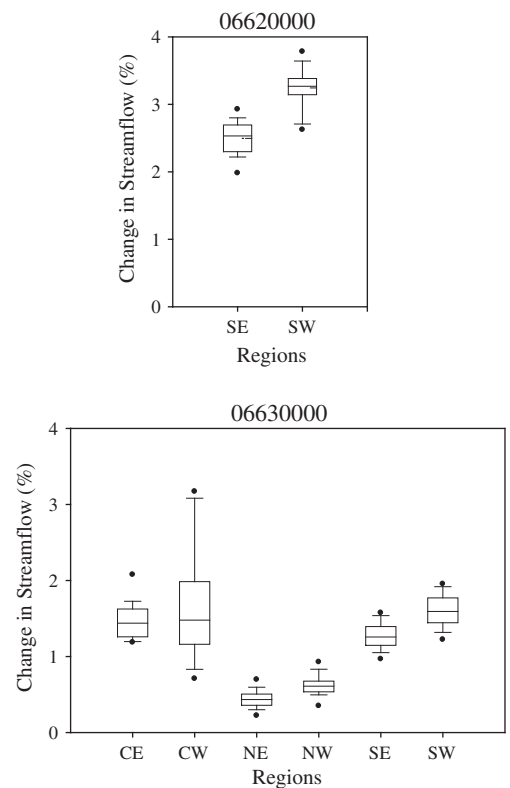 06620000
4
3
2
1
0
Change in Streamflow (%)
SE SW
Regions
06630000
4
3
2
1
0
Change in Streamflow (%)
CE CW NE NW SE SW
Regions